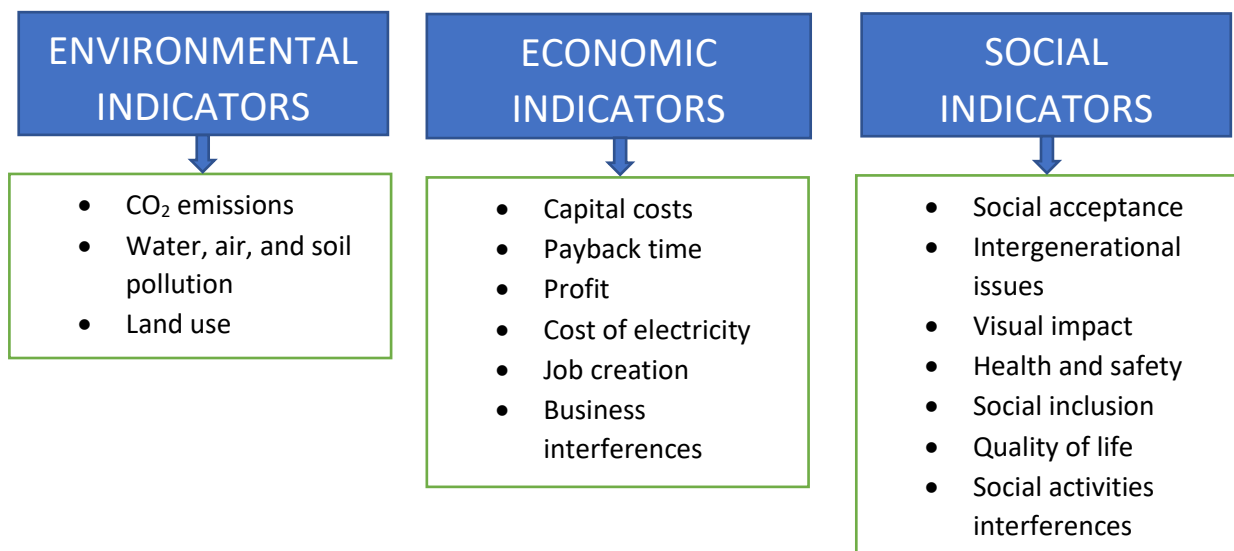 ENVIRONMENTAL
INDICATORS
• CO₂ emissions
• Water, air, and soil
pollution
• Land use
ECONOMIC
INDICATORS
• Capital costs
• Payback time
• Profit
• Cost of electricity
• Job creation
• Business
interferences
SOCIAL
INDICATORS
• Social acceptance
• Intergenerational
issues
• Visual impact
• Health and safety
• Social inclusion
• Quality of life
• Social activities
interferences